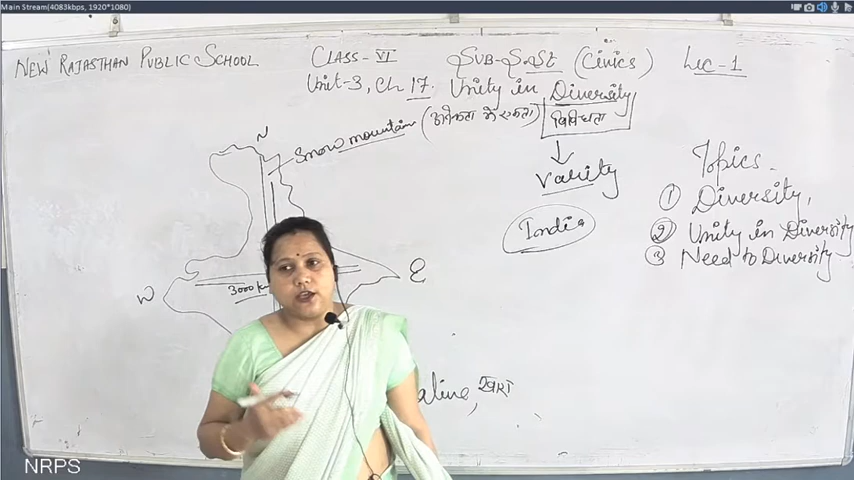 Main Stream(4083kbps, 1920*1080)
NEW RAJASTHAN PUBLIC SCHOOL
CLASS-VI
SUB-S.ST (Civics)
Lec-1
Unit-3, Ch 17. Unity in Diversity
(अनेकता में एकता)
विविधता
Varity
India
N
Snow mountain
W
3000 k
E
aline, खारा
Topics
① Diversity,
② Unity in Diversity
③ Need to Diversity
NRPS